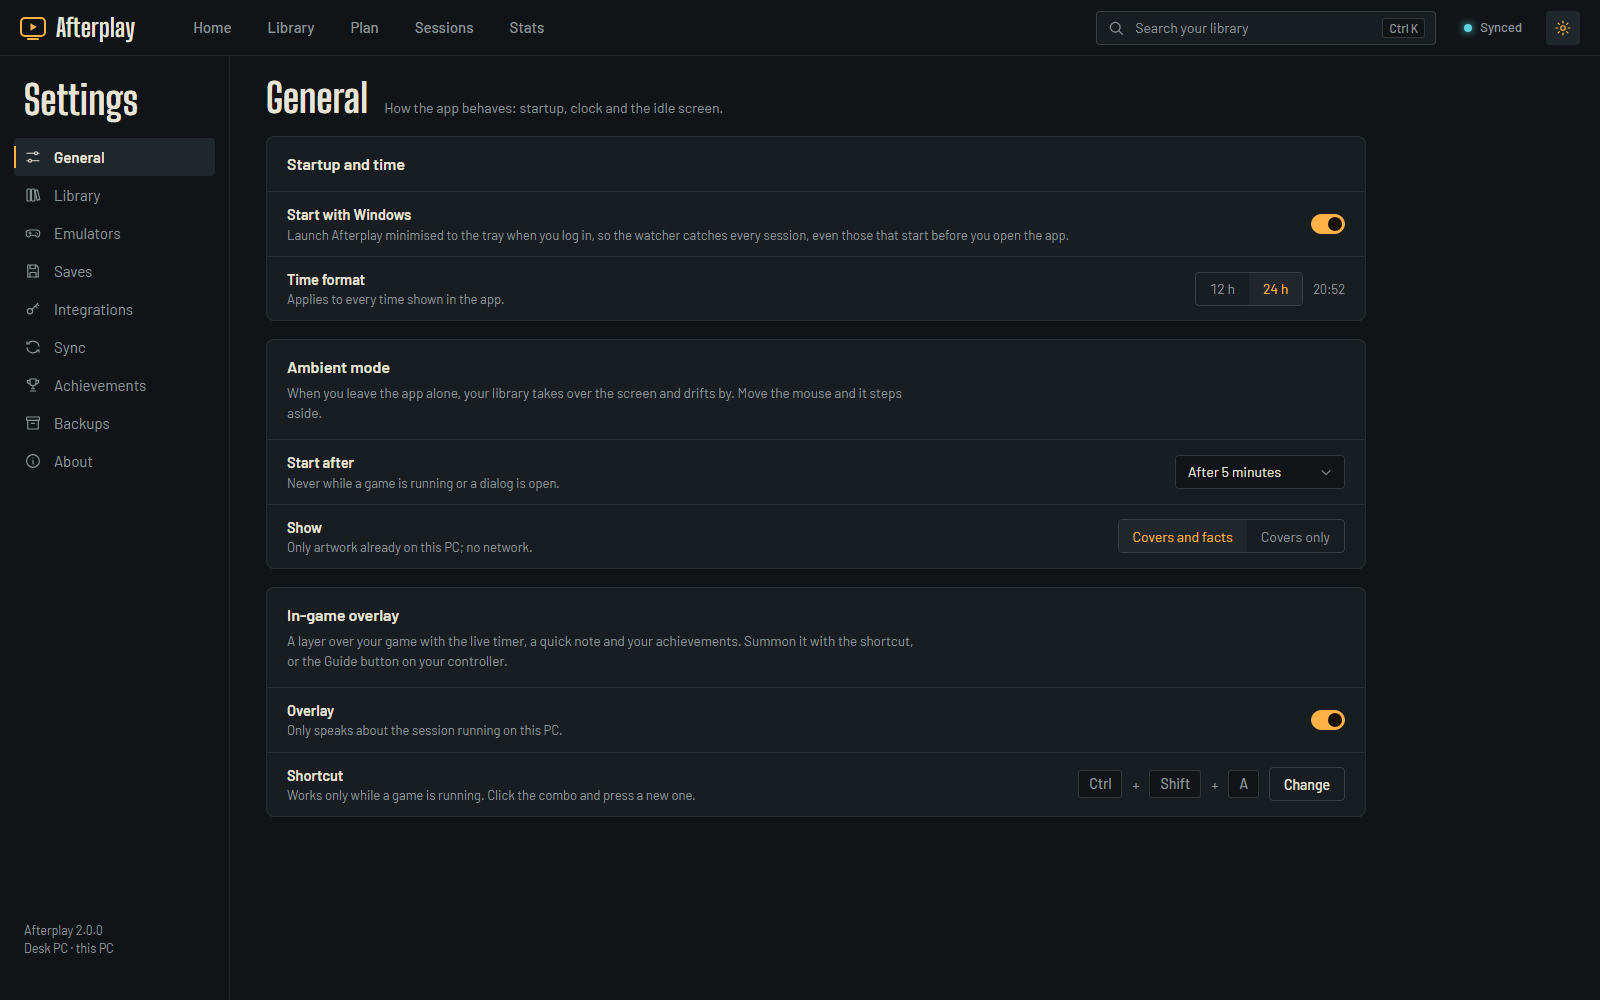 Afterplay
Home
Library
Plan
Sessions
Stats
Search your library
Ctrl K
Synced
Settings
General
Library
Emulators
Saves
Integrations
Sync
Achievements
Backups
About
Afterplay 2.0.0
Desk PC · this PC
General
How the app behaves: startup, clock and the idle screen.
Startup and time
Start with Windows
Launch Afterplay minimised to the tray when you log in, so the watcher catches every session, even those that start before you open the app.
Time format
Applies to every time shown in the app.
12 h
24 h
20:52
Ambient mode
When you leave the app alone, your library takes over the screen and drifts by. Move the mouse and it steps
aside.
Start after
Never while a game is running or a dialog is open.
After 5 minutes
Show
Only artwork already on this PC; no network.
Covers and facts
Covers only
In-game overlay
A layer over your game with the live timer, a quick note and your achievements. Summon it with the shortcut,
or the Guide button on your controller.
Overlay
Only speaks about the session running on this PC.
Shortcut
Works only while a game is running. Click the combo and press a new one.
Ctrl + Shift + A
Change